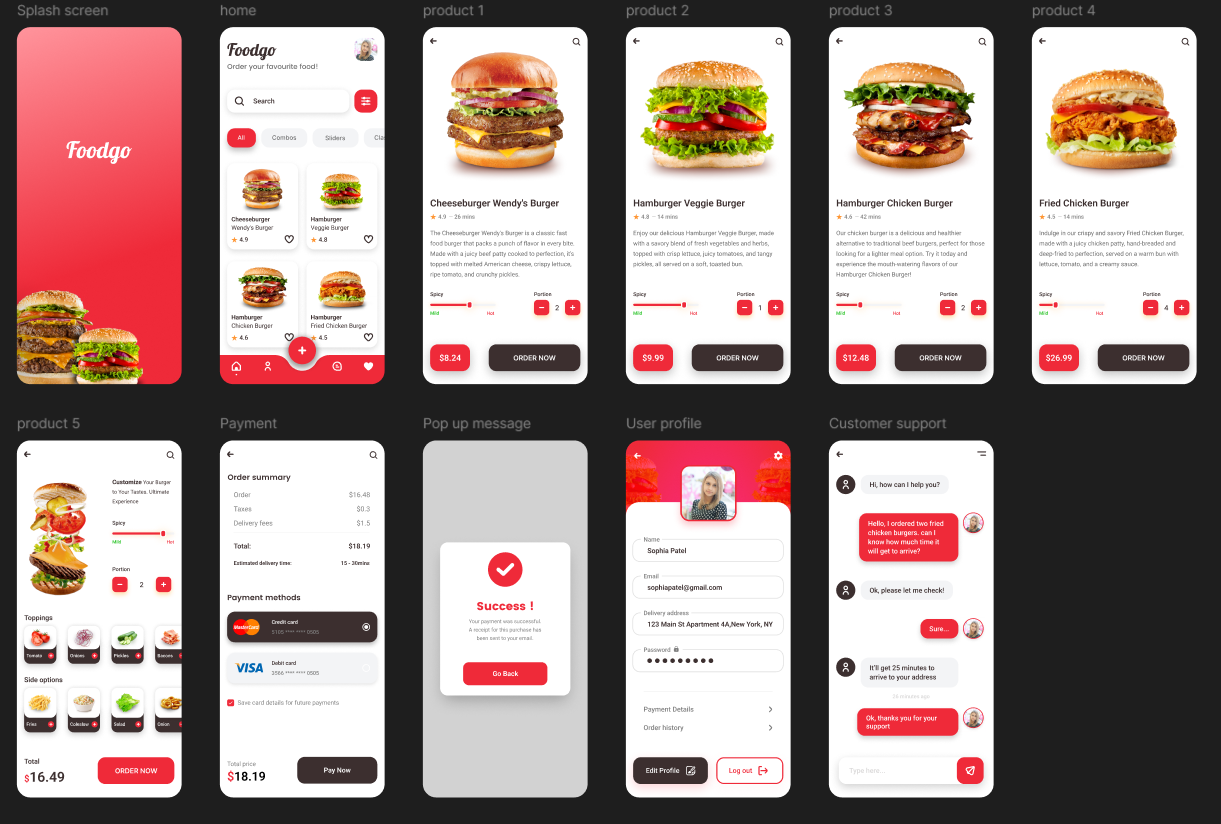 Splash screen
Foodgo
home
Foodgo
Order your favourite food!
Search
All
Combos
Sliders
Cla
Cheeseburger
Wendy's Burger
4.9
Hamburger
Veggie Burger
4.8
Hamburger
Chicken Burger
4.6
Hamburger
Fried Chicken Burger
4.5
+
product 1
Cheeseburger Wendy's Burger
4.9 — 26 mins
The Cheeseburger Wendy's Burger is a classic fast
food burger that packs a punch of flavor in every bite.
Made with a juicy beef patty cooked to perfection, it's
topped with melted American cheese, crispy lettuce,
ripe tomato, and crunchy pickles.
Spicy
Mild
Hot
Portion
− 2 +
$8.24
ORDER NOW
product 2
Hamburger Veggie Burger
4.8 — 14 mins
Enjoy our delicious Hamburger Veggie Burger, made
with a savory blend of fresh vegetables and herbs,
topped with crisp lettuce, juicy tomatoes, and tangy
pickles, all served on a soft, toasted bun.
Spicy
Mild
Hot
Portion
− 1 +
$9.99
ORDER NOW
product 3
Hamburger Chicken Burger
4.6 — 42 mins
Our chicken burger is a delicious and healthier
alternative to traditional beef burgers, perfect for those
looking for a lighter meal option. Try it today and
experience the mouth-watering flavors of our
Hamburger Chicken Burger!
Spicy
Mild
Hot
Portion
− 2 +
$12.48
ORDER NOW
product 4
Fried Chicken Burger
4.5 — 14 mins
Indulge in our crispy and savory Fried Chicken Burger,
made with a juicy chicken patty, hand-breaded and
deep-fried to perfection, served on a warm bun with
lettuce, tomato, and a creamy sauce.
Spicy
Mild
Hot
Portion
− 4 +
$26.99
ORDER NOW
product 5
Customize Your Burger
to Your Tastes. Ultimate
Experience
Spicy
Mild
Hot
Portion
− 2 +
Toppings
Tomato
Onions
Pickles
Bacons
Side options
Fries
Coleslaw
Salad
Onion
Total
$16.49
ORDER NOW
Payment
Order summary
Order $16.48
Taxes $0.3
Delivery fees $1.5
Total: $18.19
Estimated delivery time: 15 - 30mins
Payment methods
MasterCard
Credit card
5105 **** **** 0505
VISA
Debit card
3566 **** **** 0505
Save card details for future payments
Total price
$18.19
Pay Now
Pop up message
Success !
Your payment was successful.
A receipt for this purchase has
been sent to your email.
Go Back
User profile
Name
Sophia Patel
Email
sophiapatel@gmail.com
Delivery address
123 Main St Apartment 4A,New York, NY
Password
Payment Details
Order history
Edit Profile
Log out
Customer support
Hi, how can I help you?
Hello, I ordered two fried
chicken burgers. can I
know how much time it
will get to arrive?
Ok, please let me check!
Sure...
It'll get 25 minutes to
arrive to your address
26 minutes ago
Ok, thanks you for your
support
Type here...